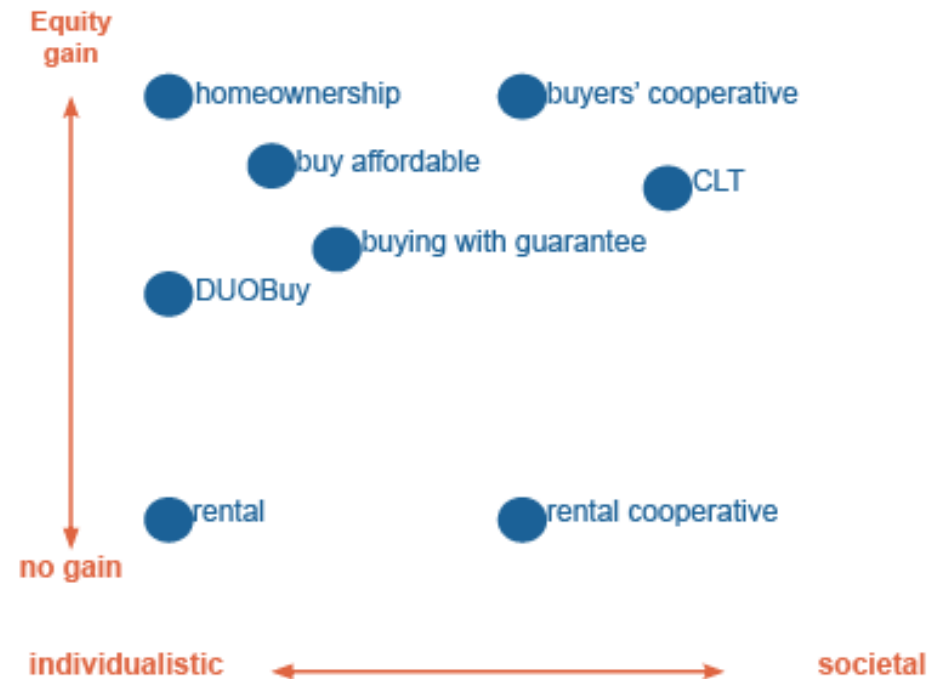 Equity
gain
homeownership
buyers’ cooperative
buy affordable
CLT
buying with guarantee
DUOBuy
rental
rental cooperative
no gain
individualistic
societal